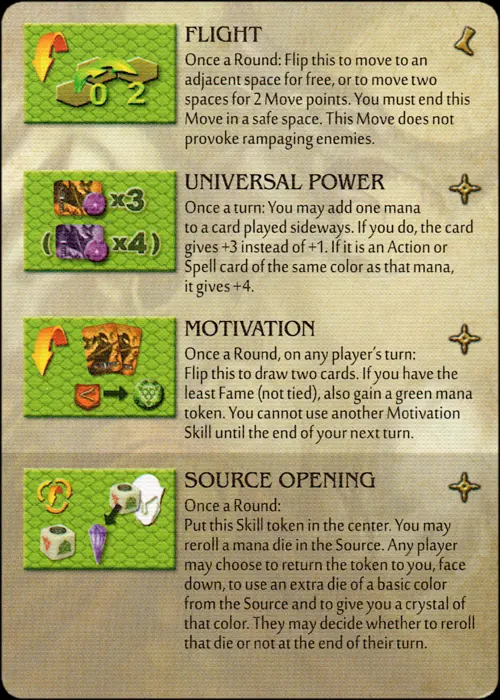 FLIGHT
Once a Round: Flip this to move to an
adjacent space for free, or to move two
spaces for 2 Move points. You must end this
Move in a safe space. This Move does not
provoke rampaging enemies.
0 2
UNIVERSAL POWER
Once a turn: You may add one mana
to a card played sideways. If you do, the card
gives +3 instead of +1. If it is an Action or
Spell card of the same color as that mana,
it gives +4.
x3
( x4)
MOTIVATION
Once a Round, on any player's turn:
Flip this to draw two cards. If you have the
least Fame (not tied), also gain a green mana
token. You cannot use another Motivation
Skill until the end of your next turn.
SOURCE OPENING
Once a Round:
Put this Skill token in the center. You may
reroll a mana die in the Source. Any player
may choose to return the token to you, face
down, to use an extra die of a basic color
from the Source and to give you a crystal of
that color. They may decide whether to reroll
that die or not at the end of their turn.